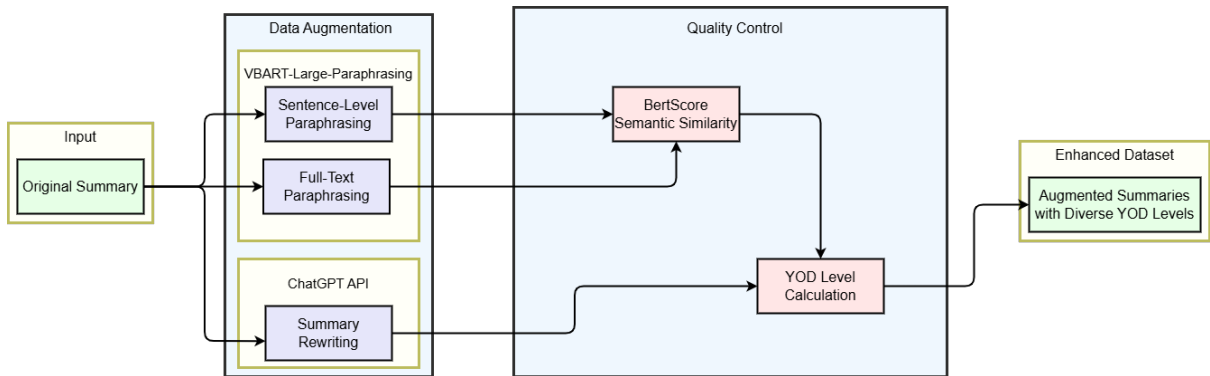 Input
Original Summary
Data Augmentation
VBART-Large-Paraphrasing
Sentence-Level
Paraphrasing
Full-Text
Paraphrasing
ChatGPT API
Summary
Rewriting
Quality Control
BertScore
Semantic Similarity
YOD Level
Calculation
Enhanced Dataset
Augmented Summaries
with Diverse YOD Levels